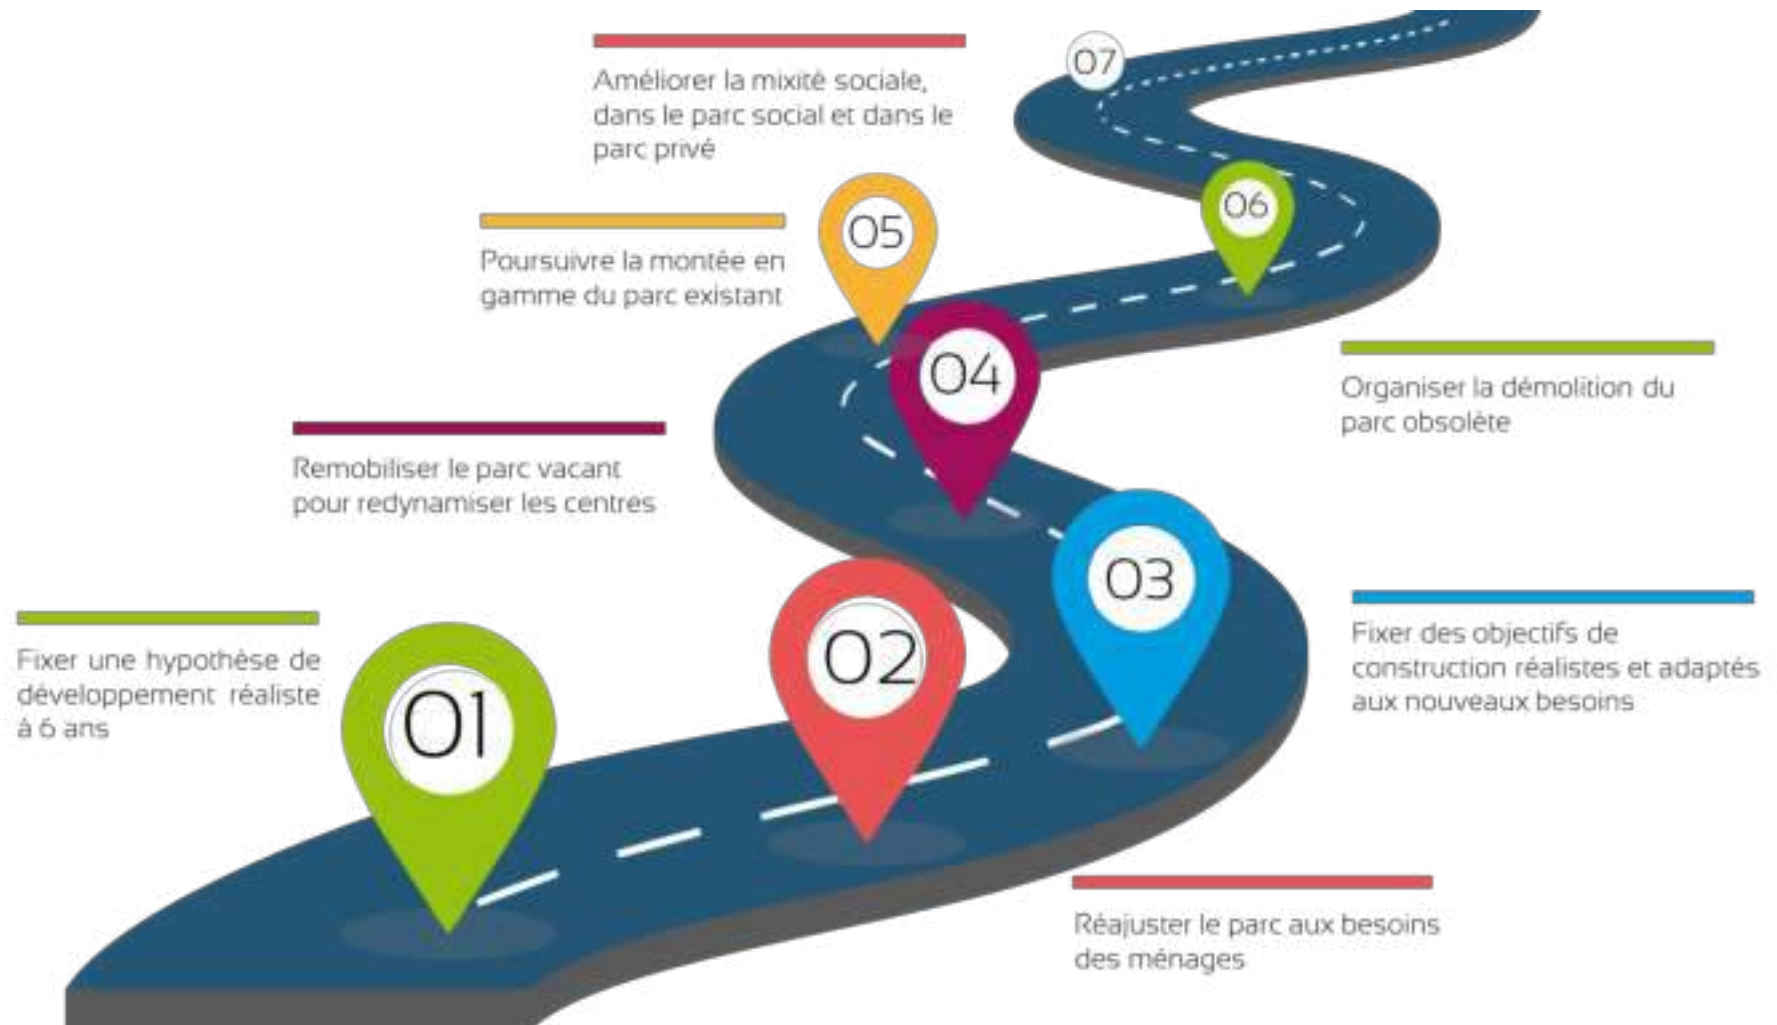 01
Fixer une hypothèse de
développement réaliste
à 6 ans
02
Réajuster le parc aux besoins
des ménages
03
Fixer des objectifs de
construction réalistes et adaptés
aux nouveaux besoins
04
Remobiliser le parc vacant
pour redynamiser les centres
05
Poursuivre la montée en
gamme du parc existant
06
Organiser la démolition du
parc obsolète
07
Améliorer la mixité sociale,
dans le parc social et dans le
parc privé